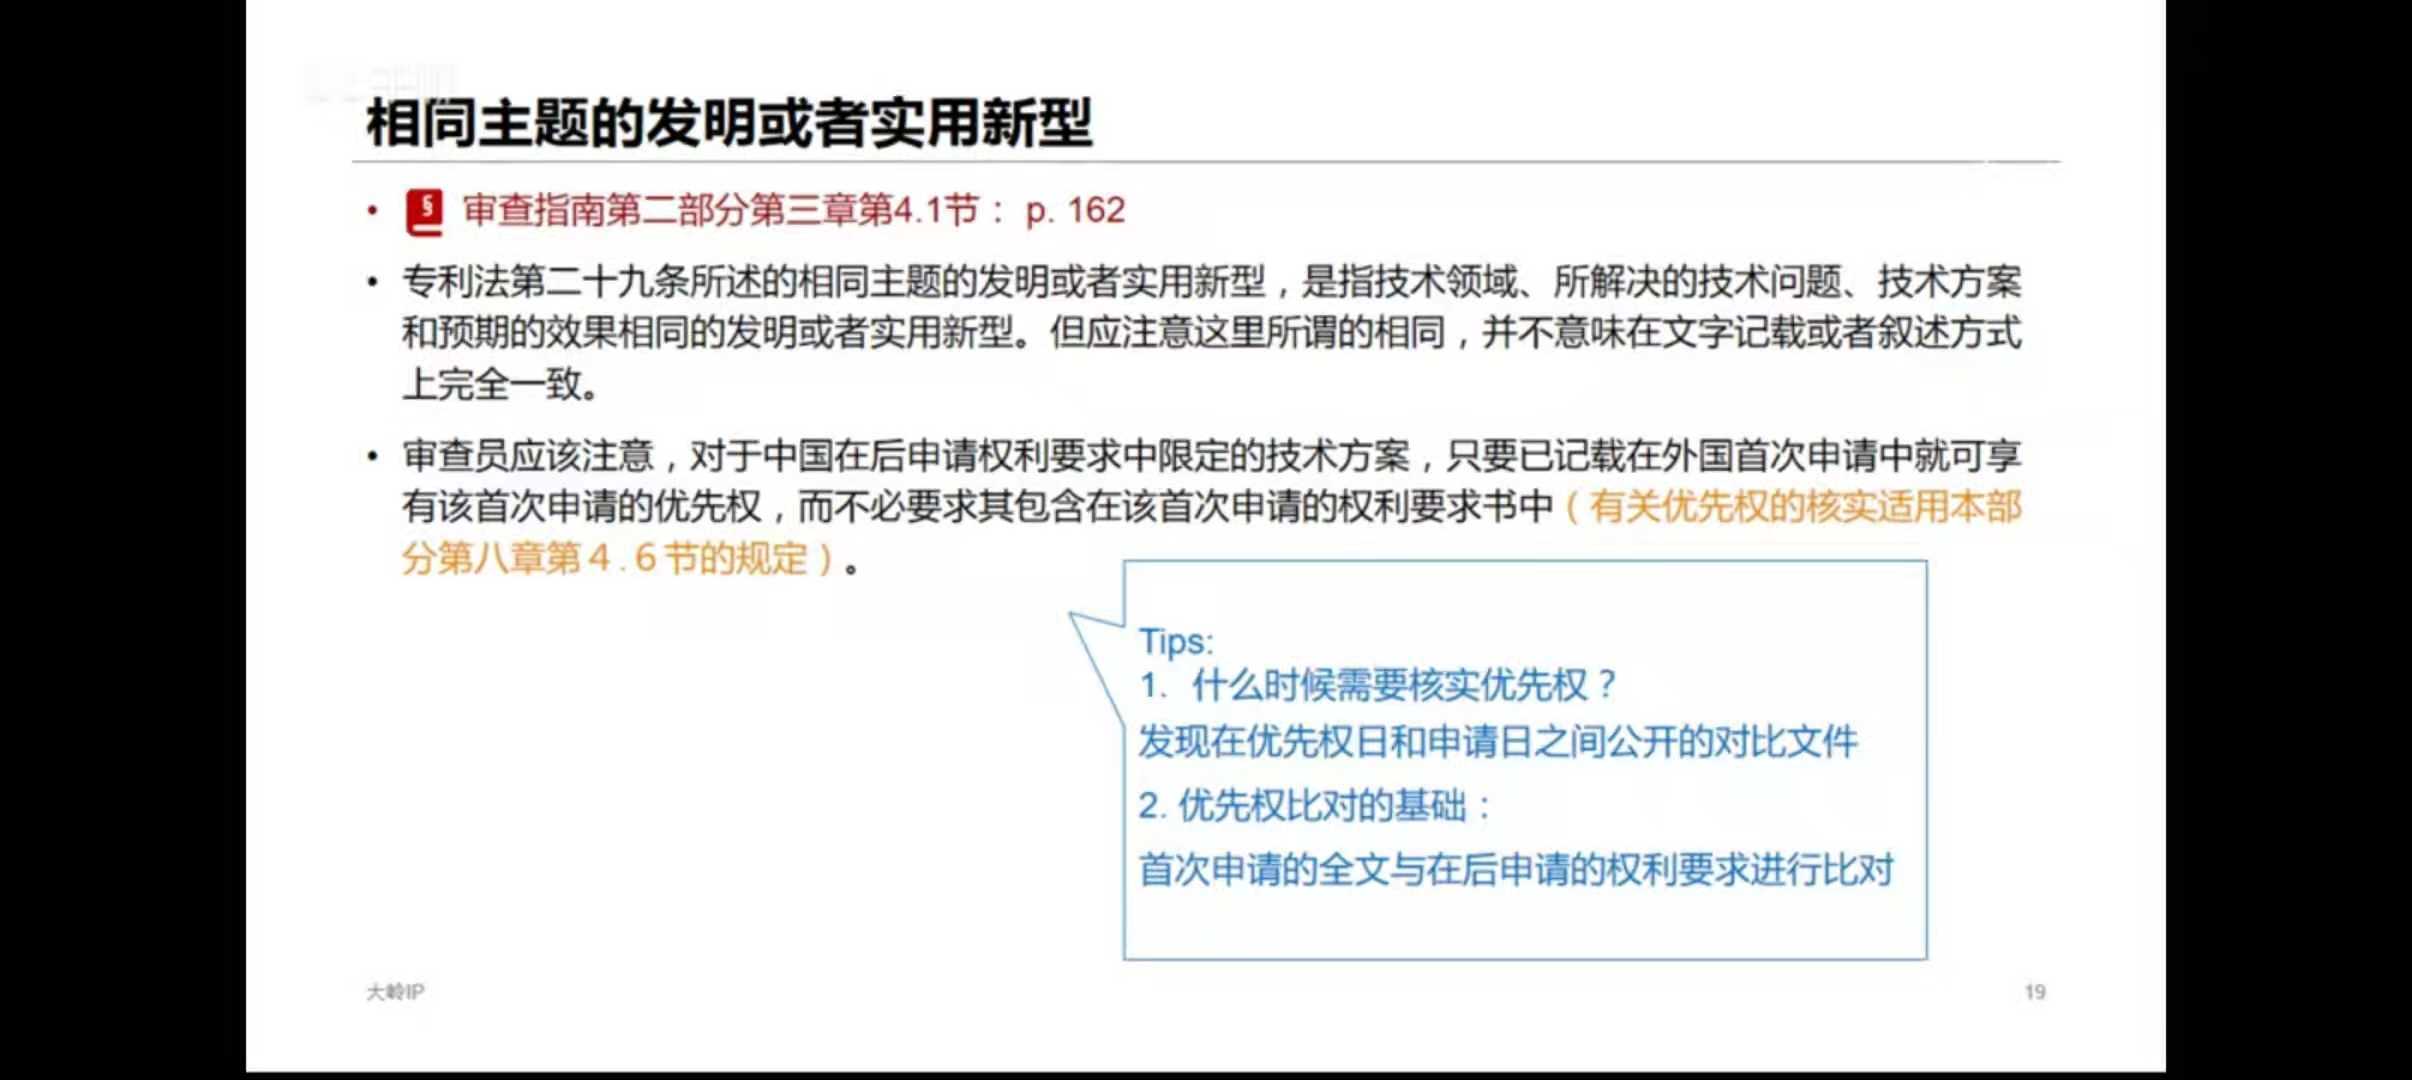 相同主题的发明或者实用新型
• § 审查指南第二部分第三章第4.1节： p. 162
• 专利法第二十九条所述的相同主题的发明或者实用新型，是指技术领域、所解决的技术问题、技术方案
和预期的效果相同的发明或者实用新型。但应注意这里所谓的相同，并不意味在文字记载或者叙述方式
上完全一致。
• 审查员应该注意，对于中国在后申请权利要求中限定的技术方案，只要已记载在外国首次申请中就可享
有该首次申请的优先权，而不必要求其包含在该首次申请的权利要求书中（有关优先权的核实适用本部
分第八章第４.６节的规定）。
Tips:
1. 什么时候需要核实优先权？
发现在优先权日和申请日之间公开的对比文件
2. 优先权比对的基础：
首次申请的全文与在后申请的权利要求进行比对
大岭IP
19